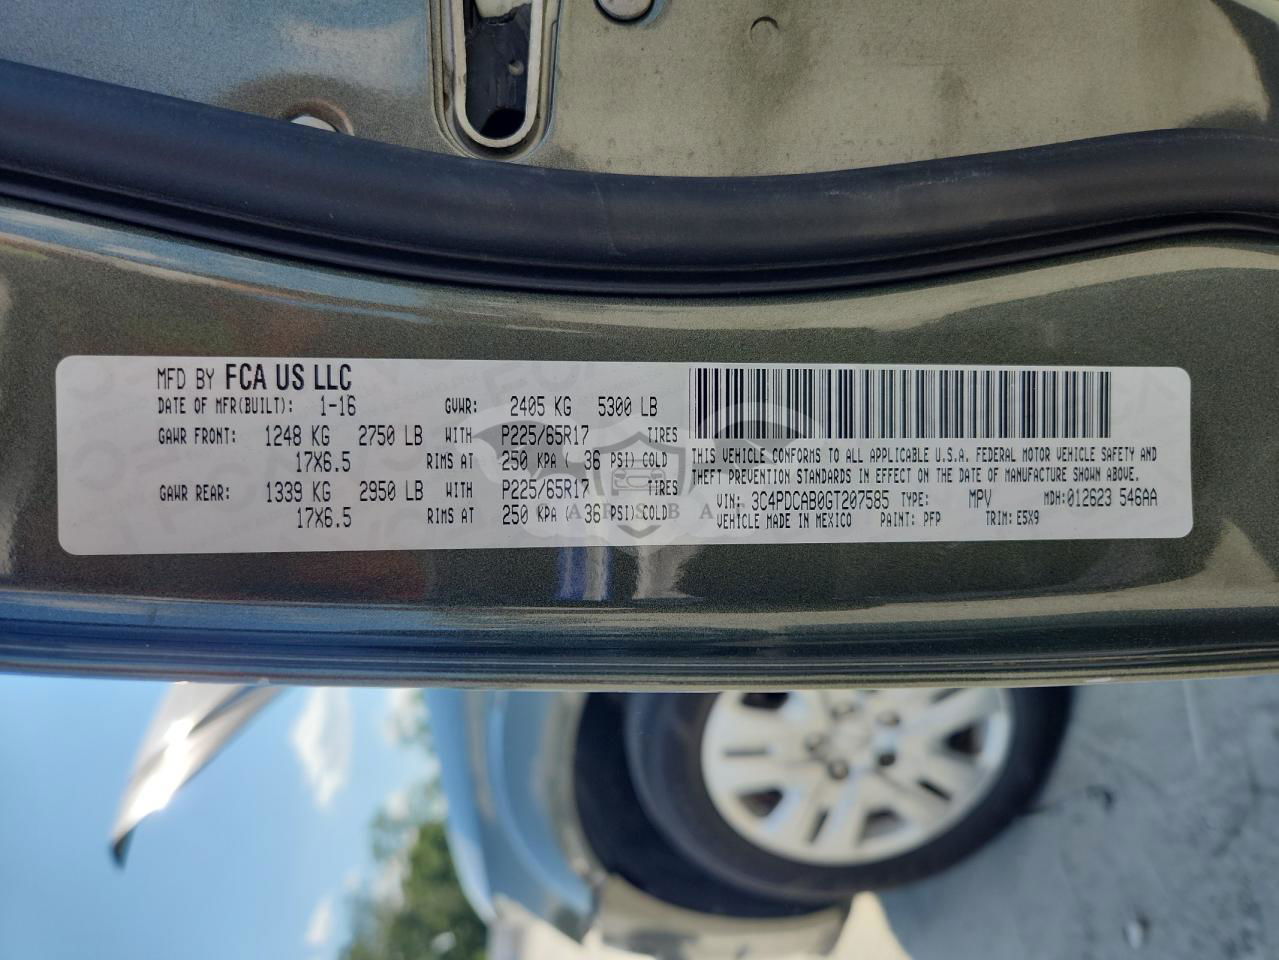 MFD BY FCA US LLC
DATE OF MFR(BUILT): 1-16 GVWR: 2405 KG 5300 LB
GAWR FRONT: 1248 KG 2750 LB WITH P225/65R17 TIRES
17X6.5 RIMS AT 250 KPA ( 36 PSI) COLD
GAWR REAR: 1339 KG 2950 LB WITH P225/65R17 TIRES
17X6.5 RIMS AT 250 KPA ( 36 PSI) COLD
THIS VEHICLE CONFORMS TO ALL APPLICABLE U.S.A. FEDERAL MOTOR VEHICLE SAFETY AND
THEFT PREVENTION STANDARDS IN EFFECT ON THE DATE OF MANUFACTURE SHOWN ABOVE.
VIN: 3C4PDCAB0GT207585 TYPE: MPV MDH: 012623 546AA
VEHICLE MADE IN MEXICO PAINT: PFP TRIM: E5X9